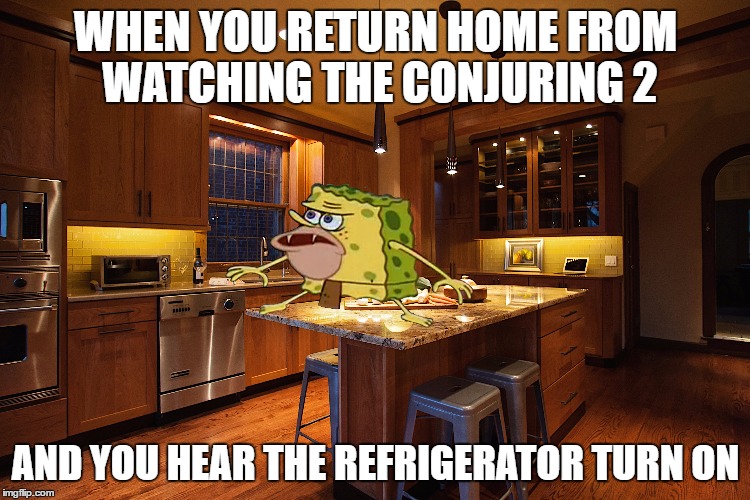 WHEN YOU RETURN HOME FROM
WATCHING THE CONJURING 2
AND YOU HEAR THE REFRIGERATOR TURN ON
imgflip.com